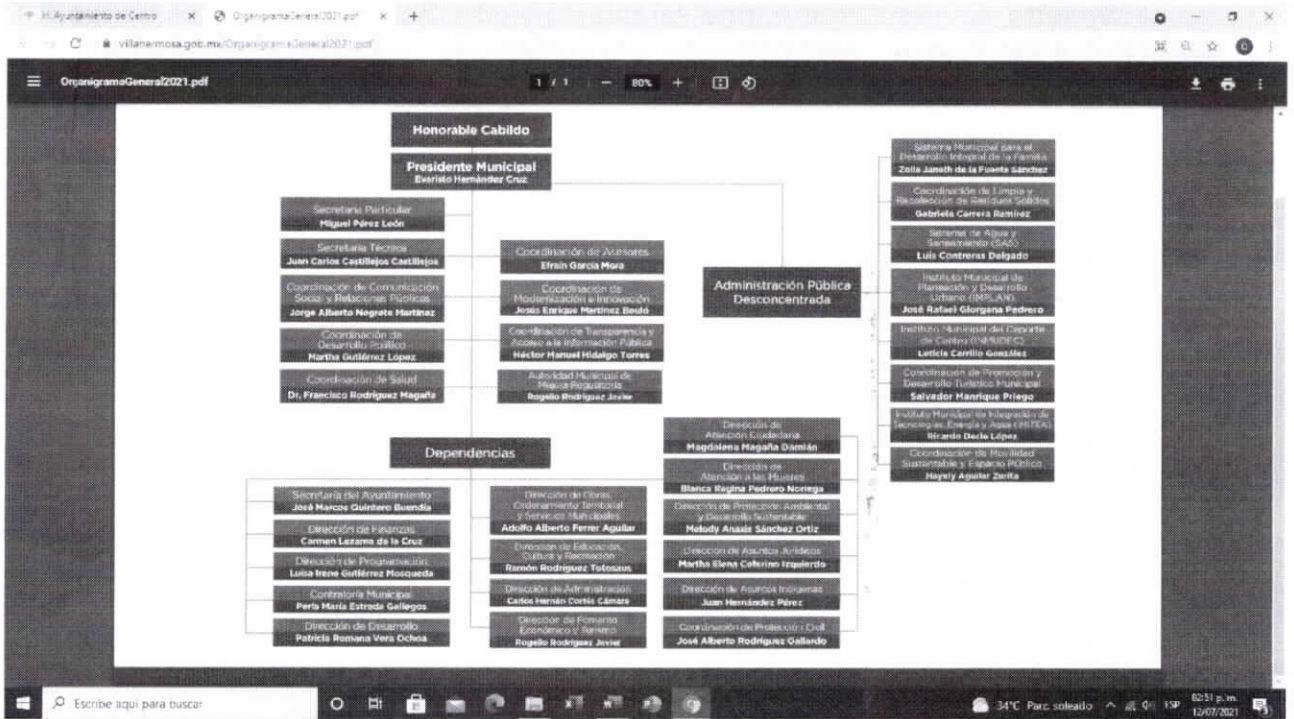 H. Ayuntamiento de Centro
OrganigramaGeneral2021.pdf
villahermosa.gob.mx/OrganigramaGeneral2021.pdf
OrganigramaGeneral2021.pdf
1 / 1
80%
Honorable Cabildo
Presidente Municipal
Evaristo Hernández Cruz
Secretaría Particular
Miguel Pérez León
Secretaría Técnica
Juan Carlos Castillejos Castillejos
Coordinación de Comunicación
Social y Relaciones Públicas
Jorge Alberto Negrete Martínez
Coordinación de
Desarrollo Político
Martha Gutiérrez López
Coordinación de Salud
Dr. Francisco Rodríguez Magaña
Coordinación de Asesores
Efraín García Mora
Coordinación de
Modernización e Innovación
Jesús Enrique Martínez Beuló
Coordinación de Transparencia y
Acceso a la Información Pública
Héctor Manuel Hidalgo Torres
Autoridad Municipal de
Mejora Regulatoria
Rogelio Rodríguez Javier
Administración Pública
Desconcentrada
Sistema Municipal para el
Desarrollo Integral de la Familia
Zoila Janeth de la Fuente Sánchez
Coordinación de Limpia y
Recolección de Residuos Sólidos
Gabriela Carrera Ramírez
Sistema de Agua y
Saneamiento (SAS)
Luis Contreras Delgado
Instituto Municipal de
Planeación y Desarrollo
Urbano (IMPLAN)
José Rafael Giorgana Pedrero
Instituto Municipal del Deporte
de Centro (INMUDEC)
Leticia Carrillo González
Coordinación de Promoción y
Desarrollo Turístico Municipal
Salvador Manrique Priego
Instituto Municipal de Integración de
Tecnologías, Energía y Agua
Ricardo Decle López
Coordinación de Movilidad
Sustentable y Espacio Público
Hayely Aguilar Zurita
Dependencias
Secretaría del Ayuntamiento
José Marcos Quintero Buendía
Dirección de Finanzas
Carmen Lezama de la Cruz
Dirección de Programación
Luisa Irene Gutiérrez Mosqueda
Contraloría Municipal
Perla María Estrada Gallegos
Dirección de Desarrollo
Patricia Romana Vera Ochoa
Dirección de Obras,
Ordenamiento Territorial
y Servicios Municipales
Adolfo Alberto Ferrer Aguilar
Dirección de Educación,
Cultura y Recreación
Ramón Rodríguez Totosaus
Dirección de Administración
Carlos Hernán Cortés Cámara
Dirección de Fomento
Económico y Turismo
Rogelio Rodríguez Javier
Dirección de
Atención Ciudadana
Magdalena Magaña Damián
Dirección de
Atención a las Mujeres
Blanca Regina Pedrero Noriega
Dirección de Protección Ambiental
y Desarrollo Sustentable
Melody Anaxis Sánchez Ortiz
Dirección de Asuntos Jurídicos
Martha Elena Ceferino Izquierdo
Dirección de Asuntos Indígenas
Juan Hernández Pérez
Coordinación de Protección Civil
José Alberto Rodríguez Gallardo
Escribe aquí para buscar
34°C Parc. soleado
ESP
02:51 p. m.
12/07/2021